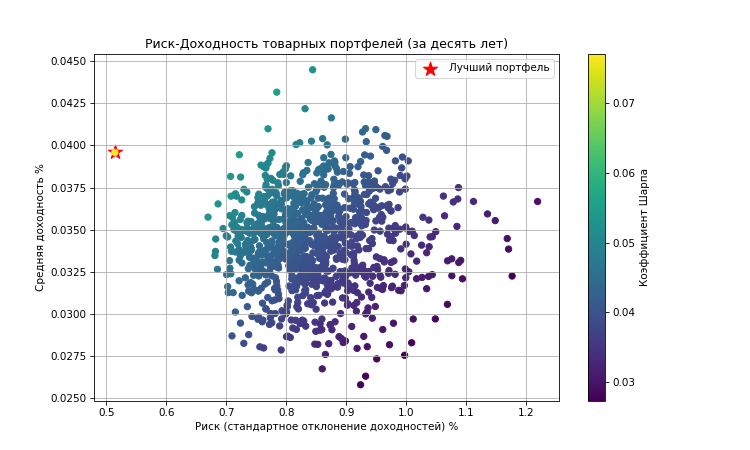 Риск-Доходность товарных портфелей (за десять лет)
Лучший портфель
Средняя доходность %
0.0450
0.0425
0.0400
0.0375
0.0350
0.0325
0.0300
0.0275
0.0250
0.5 0.6 0.7 0.8 0.9 1.0 1.1 1.2
Риск (стандартное отклонение доходностей) %
0.07
0.06
0.05
0.04
0.03
Коэффициент Шарпа